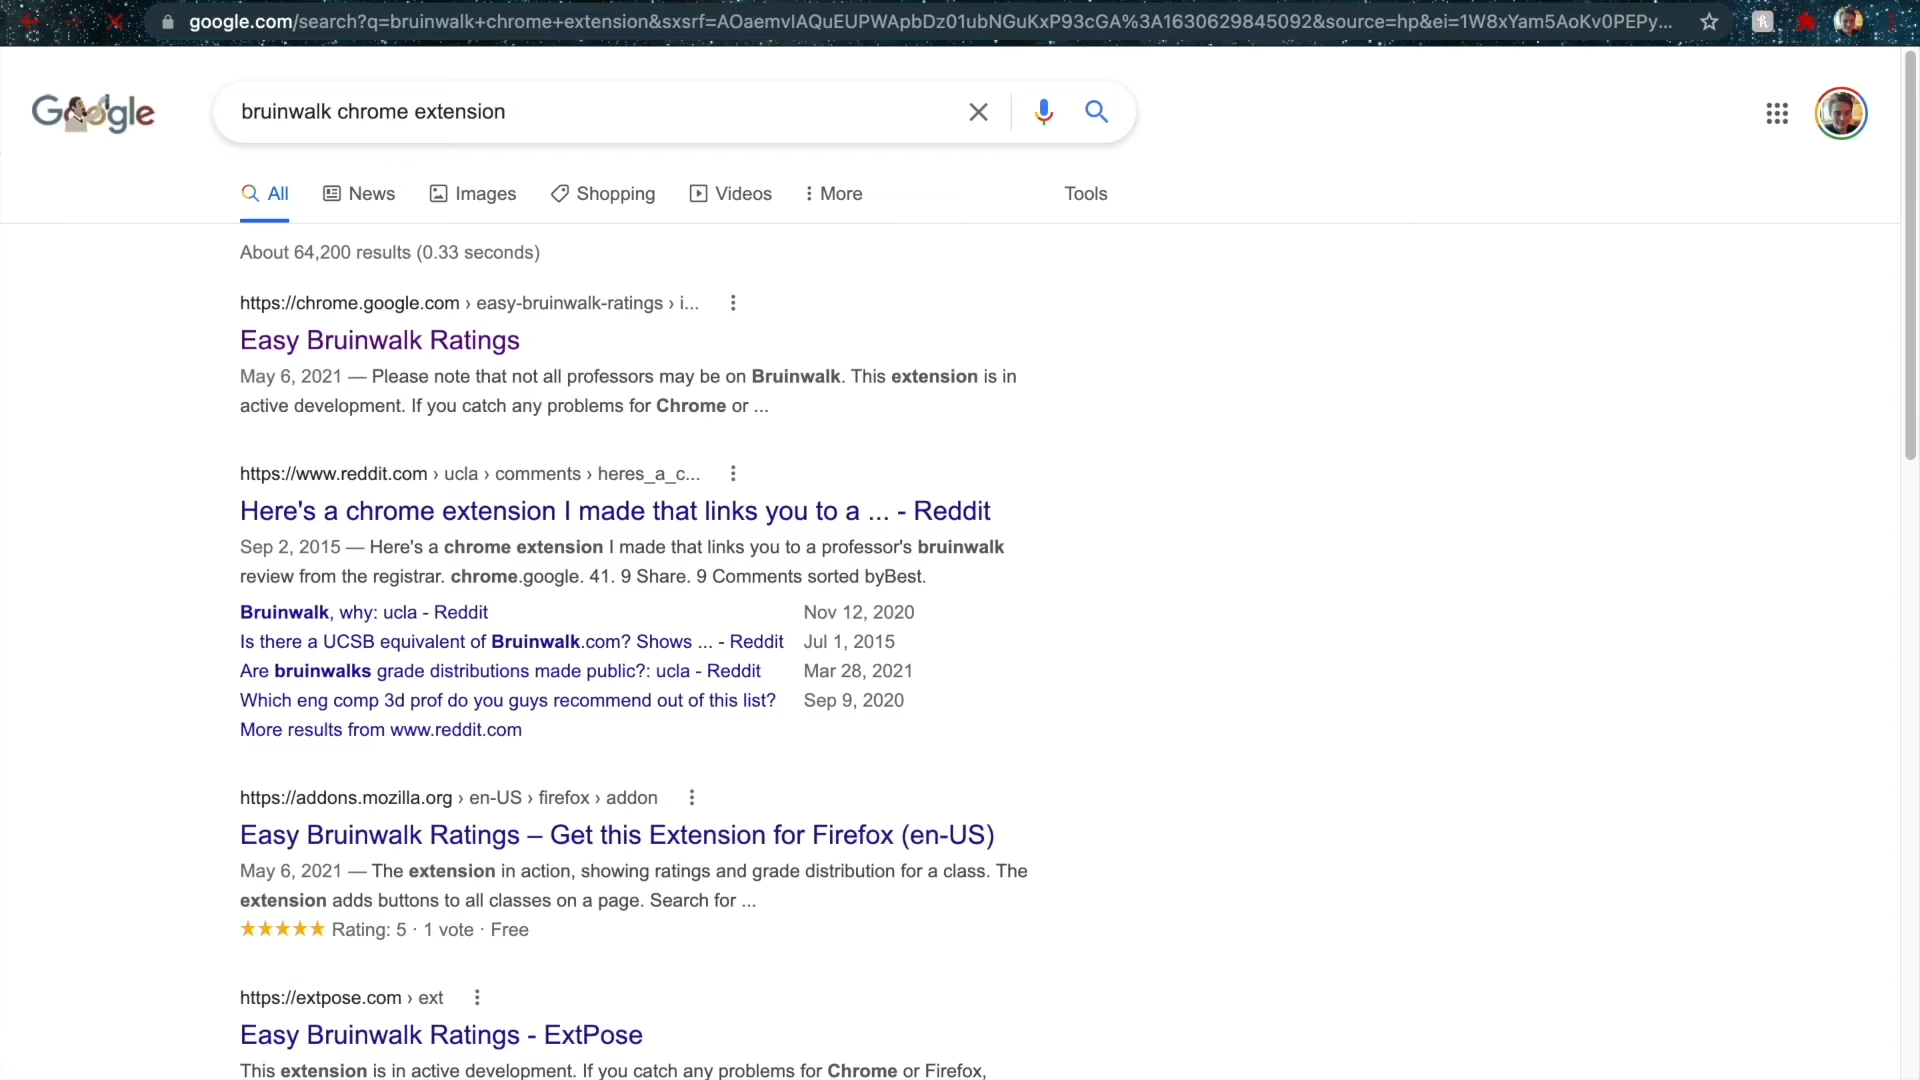 google.com/search?q=bruinwalk+chrome+extension&sxsrf=AOaemvIAQuEUPWApbDz01ubNGuKxP93cGA%3A1630629845092&source=hp&ei=1W8xYam5AoKv0PEPy...
Google
bruinwalk chrome extension
All News Images Shopping Videos More Tools
About 64,200 results (0.33 seconds)
https://chrome.google.com › easy-bruinwalk-ratings › i...
Easy Bruinwalk Ratings
May 6, 2021 — Please note that not all professors may be on Bruinwalk. This extension is in
active development. If you catch any problems for Chrome or ...
https://www.reddit.com › ucla › comments › heres_a_c...
Here's a chrome extension I made that links you to a ... - Reddit
Sep 2, 2015 — Here's a chrome extension I made that links you to a professor's bruinwalk
review from the registrar. chrome.google. 41. 9 Share. 9 Comments sorted byBest.
Bruinwalk, why: ucla - Reddit Nov 12, 2020
Is there a UCSB equivalent of Bruinwalk.com? Shows ... - Reddit Jul 1, 2015
Are bruinwalks grade distributions made public?: ucla - Reddit Mar 28, 2021
Which eng comp 3d prof do you guys recommend out of this list? Sep 9, 2020
More results from www.reddit.com
https://addons.mozilla.org › en-US › firefox › addon
Easy Bruinwalk Ratings – Get this Extension for Firefox (en-US)
May 6, 2021 — The extension in action, showing ratings and grade distribution for a class. The
extension adds buttons to all classes on a page. Search for ...
★★★★★ Rating: 5 · 1 vote · Free
https://extpose.com › ext
Easy Bruinwalk Ratings - ExtPose
This extension is in active development. If you catch any problems for Chrome or Firefox,